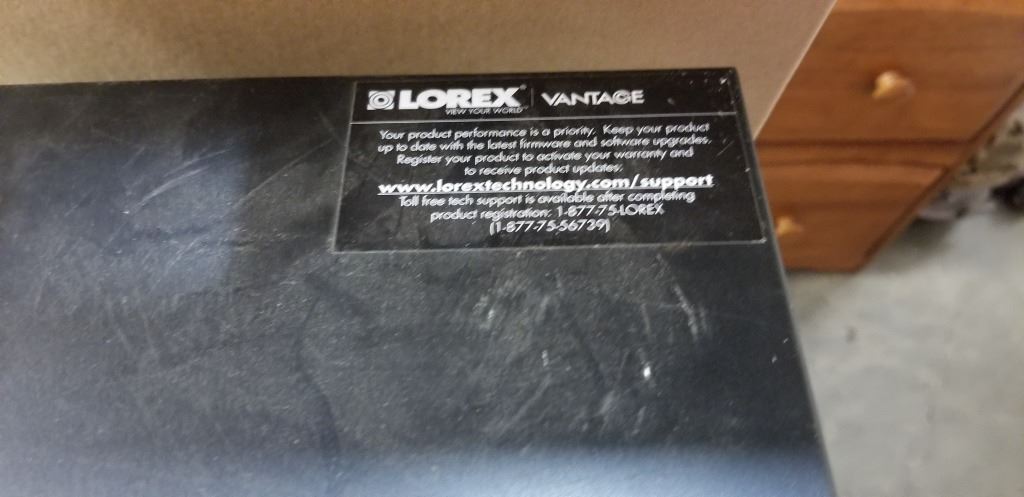 LOREX VANTAGE
VIEW YOUR WORLD™
Your product performance is a priority. Keep your product
up to date with the latest firmware and software upgrades.
Register your product to activate your warranty and
to receive product updates.
www.lorextechnology.com/support
Toll free tech support is available after completing
product registration: 1-877-75-LOREX
(1-877-75-56739)